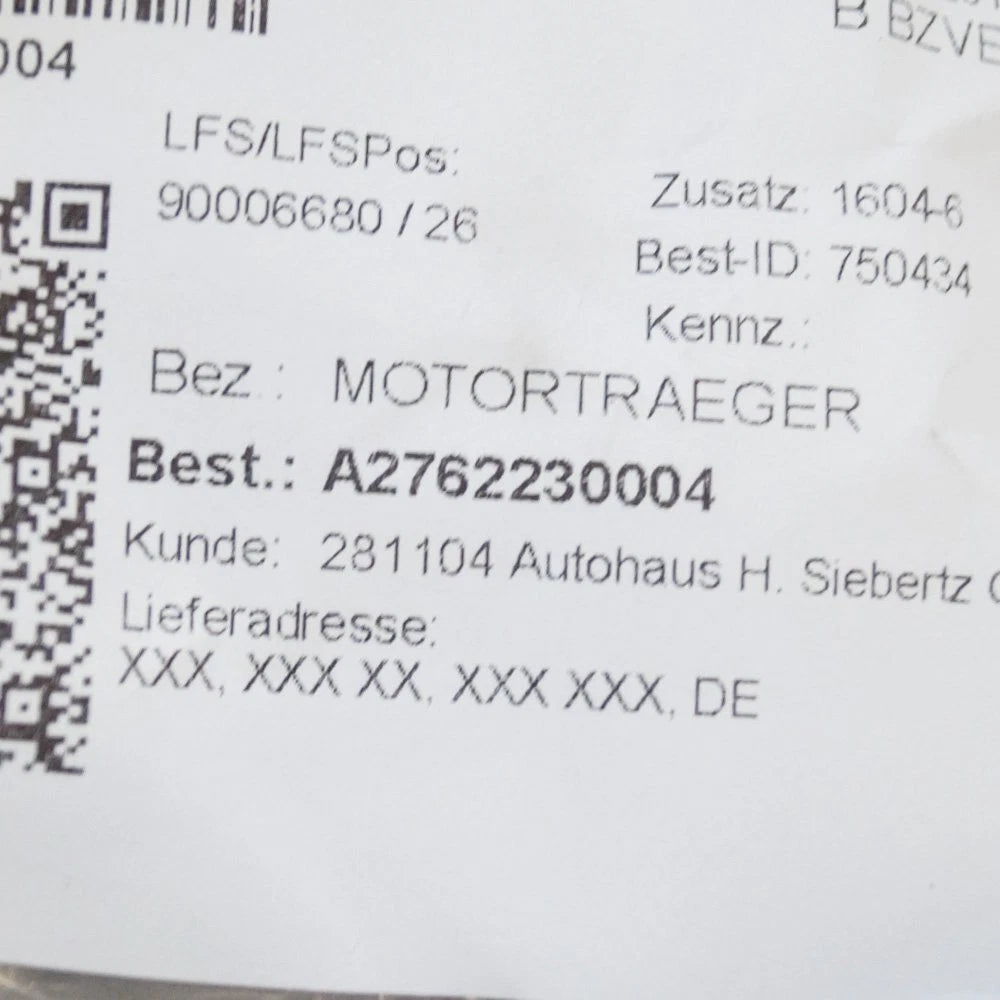 B BZVE
004
LFS/LFSPos:
90006680 / 26
Zusatz: 1604-6
Best-ID: 750434
Kennz.:
Bez.: MOTORTRAEGER
Best.: A2762230004
Kunde: 281104 Autohaus H. Siebertz
Lieferadresse:
XXX, XXX XX, XXX XXX, DE